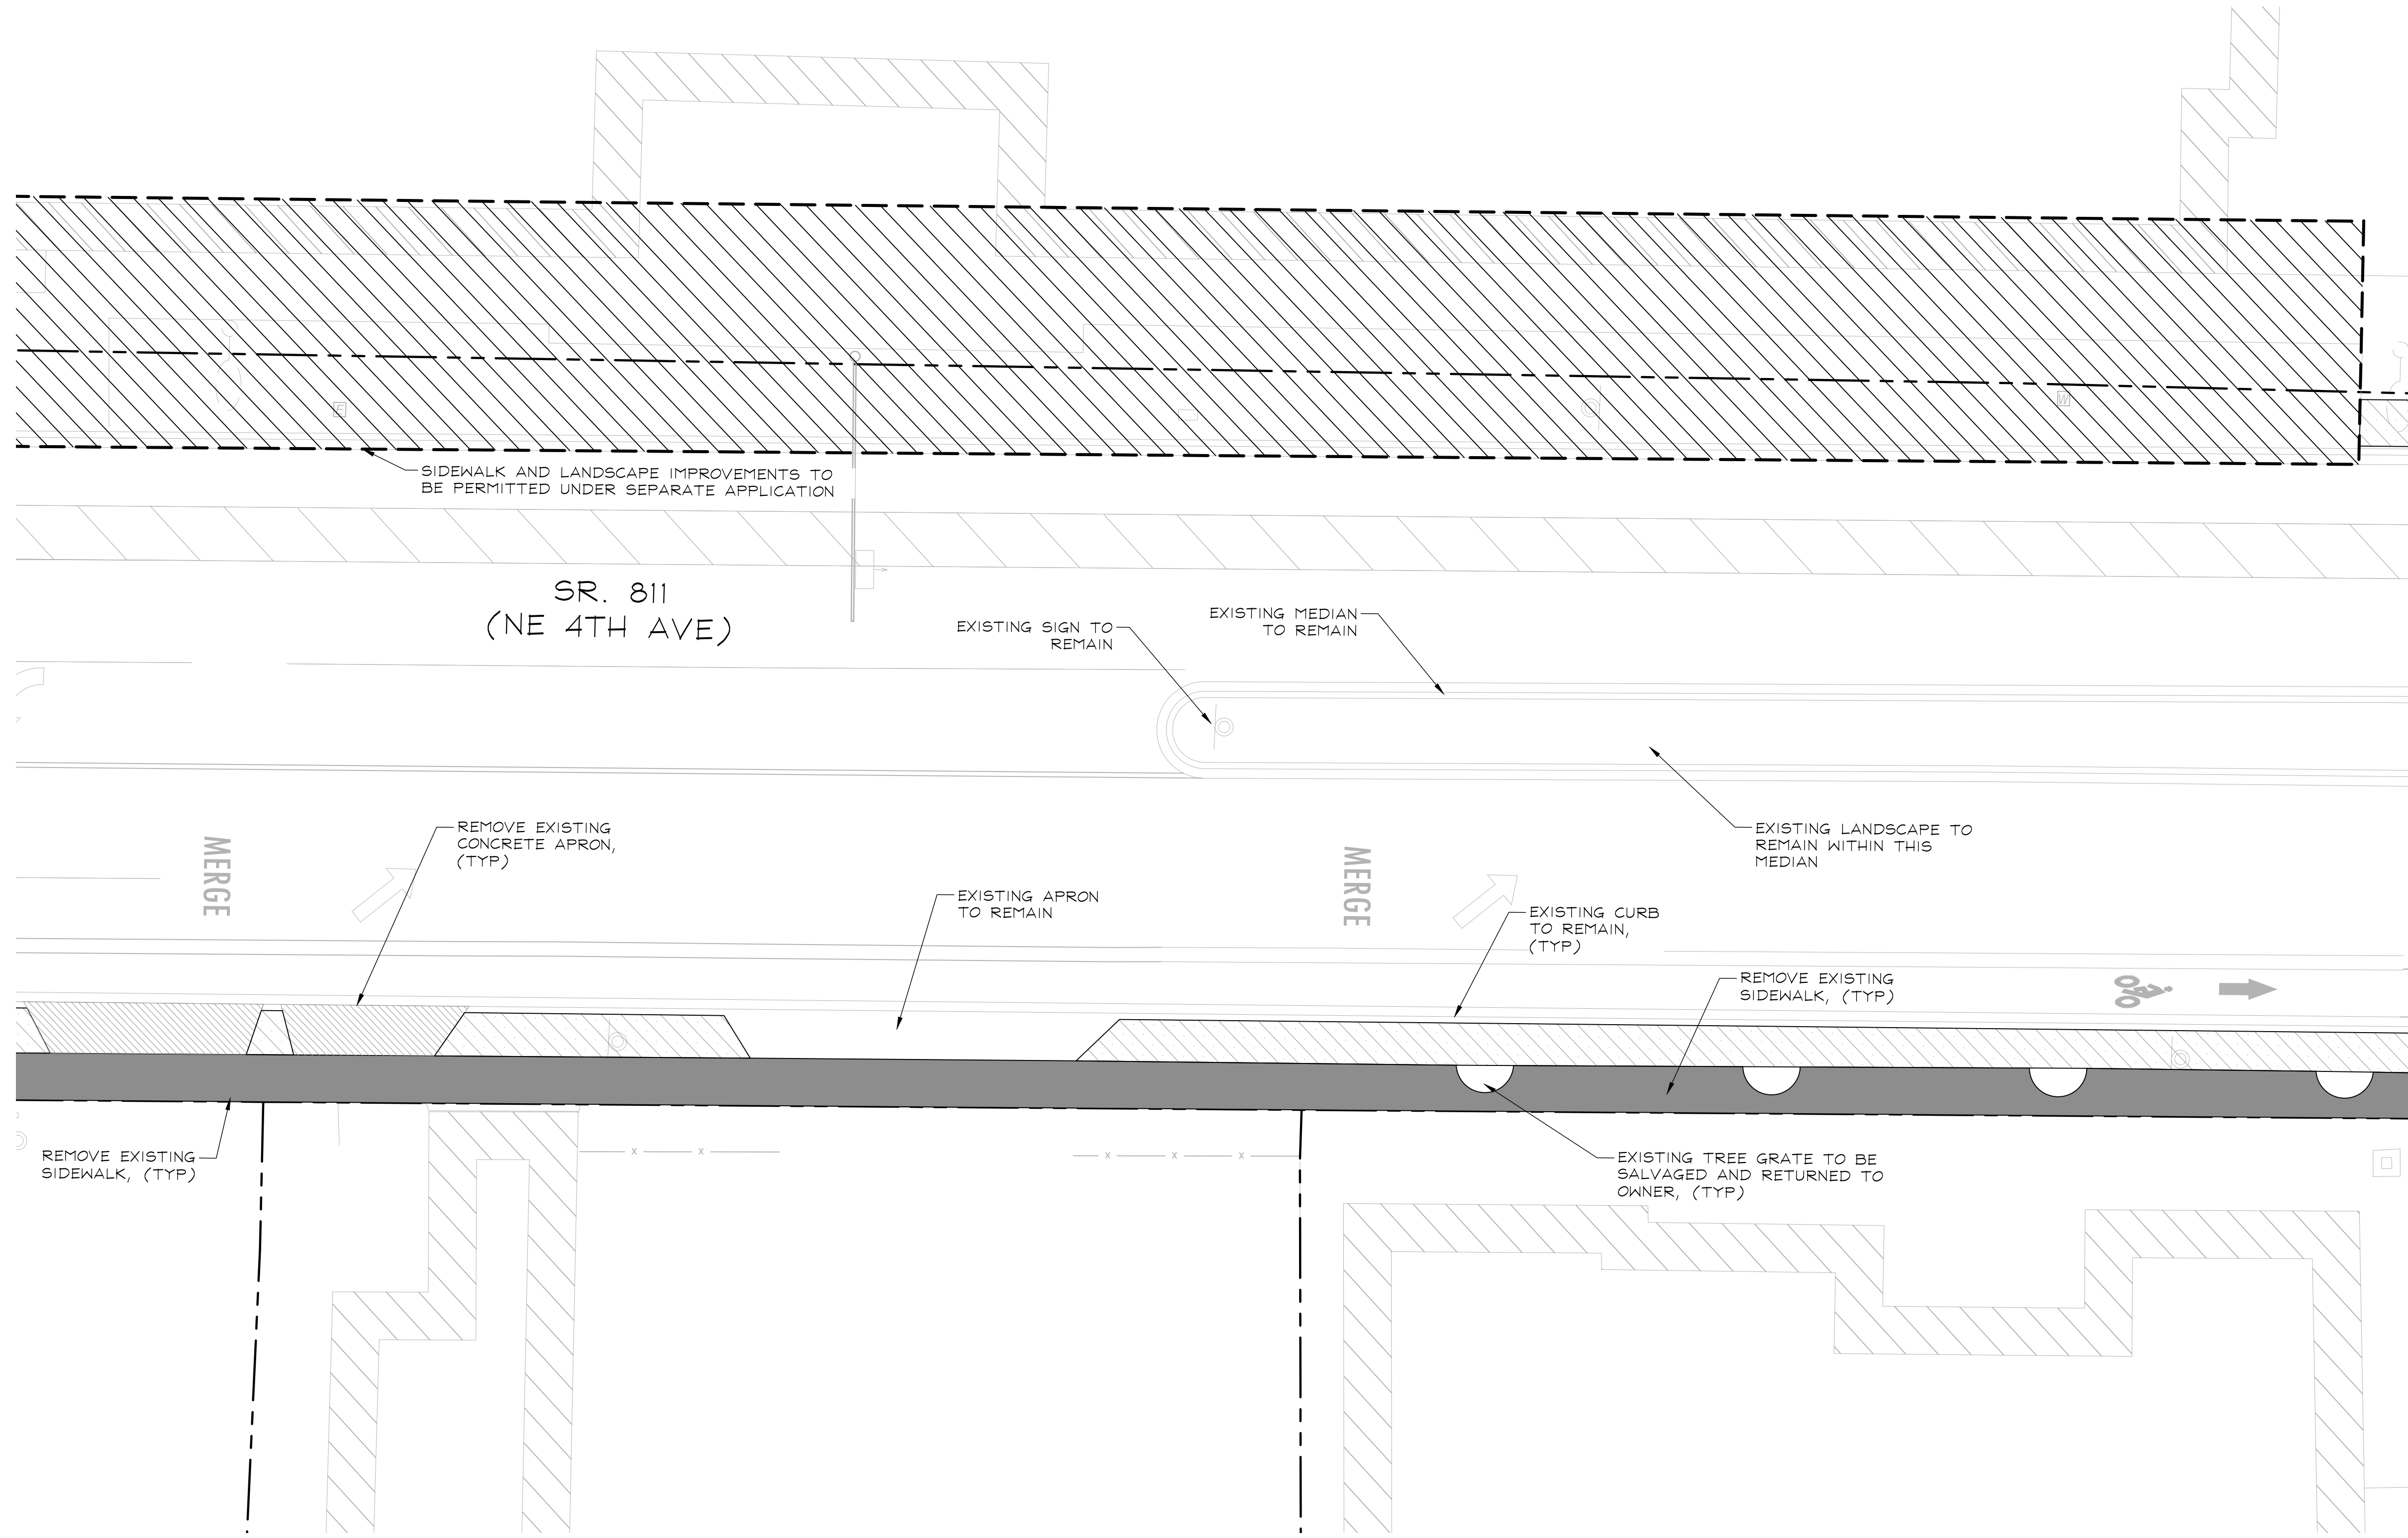 E
W
SIDEWALK AND LANDSCAPE IMPROVEMENTS TO
BE PERMITTED UNDER SEPARATE APPLICATION
SR. 811
(NE 4TH AVE)
EXISTING SIGN TO
REMAIN
EXISTING MEDIAN
TO REMAIN
MERGE
REMOVE EXISTING
CONCRETE APRON,
(TYP)
EXISTING APRON
TO REMAIN
MERGE
EXISTING LANDSCAPE TO
REMAIN WITHIN THIS
MEDIAN
EXISTING CURB
TO REMAIN,
(TYP)
REMOVE EXISTING
SIDEWALK, (TYP)
REMOVE EXISTING
SIDEWALK, (TYP)
X X
X X X
EXISTING TREE GRATE TO BE
SALVAGED AND RETURNED TO
OWNER, (TYP)